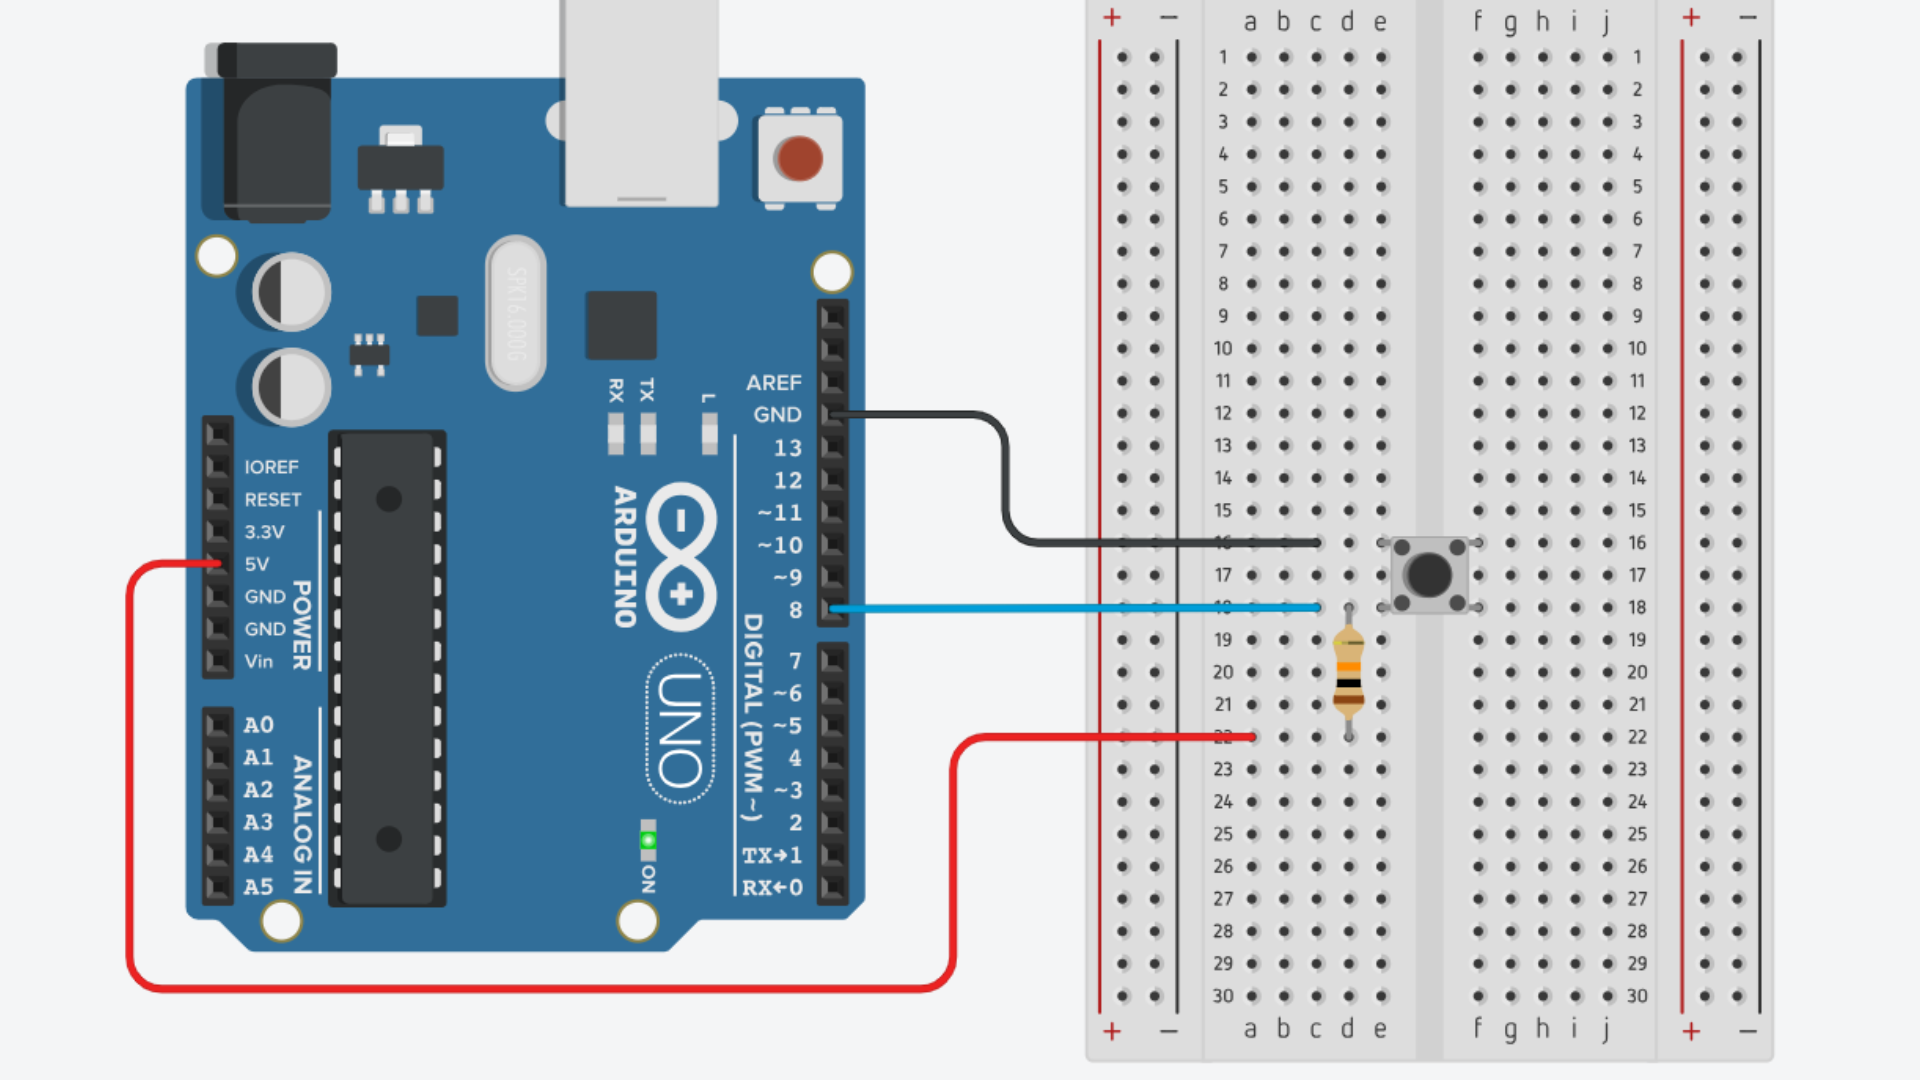 + − a b c d e f g h i j + −
1 1
2 2
3 3
4 4
5 5
6 6
7 7
8 8
9 9
10 10
11 11
12 12
13 13
14 14
15 15
16 16
17 17
18 18
19 19
20 20
21 21
22 22
23 23
24 24
25 25
26 26
27 27
28 28
29 29
30 30
+ − a b c d e f g h i j + −
SPK16.000G
RX
TX
L
AREF
GND
13
12
~11
~10
~9
8
7
~6
~5
4
~3
2
TX→1
RX←0
DIGITAL (PWM~)
ARDUINO
UNO
ON
IOREF
RESET
3.3V
5V
GND
GND
Vin
POWER
A0
A1
A2
A3
A4
A5
ANALOG IN